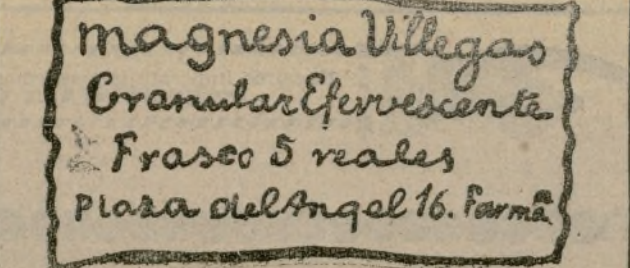 magnesia Villegas
Granular Efervescente
Frasco 5 reales
Plaza del Angel 16. Farmª